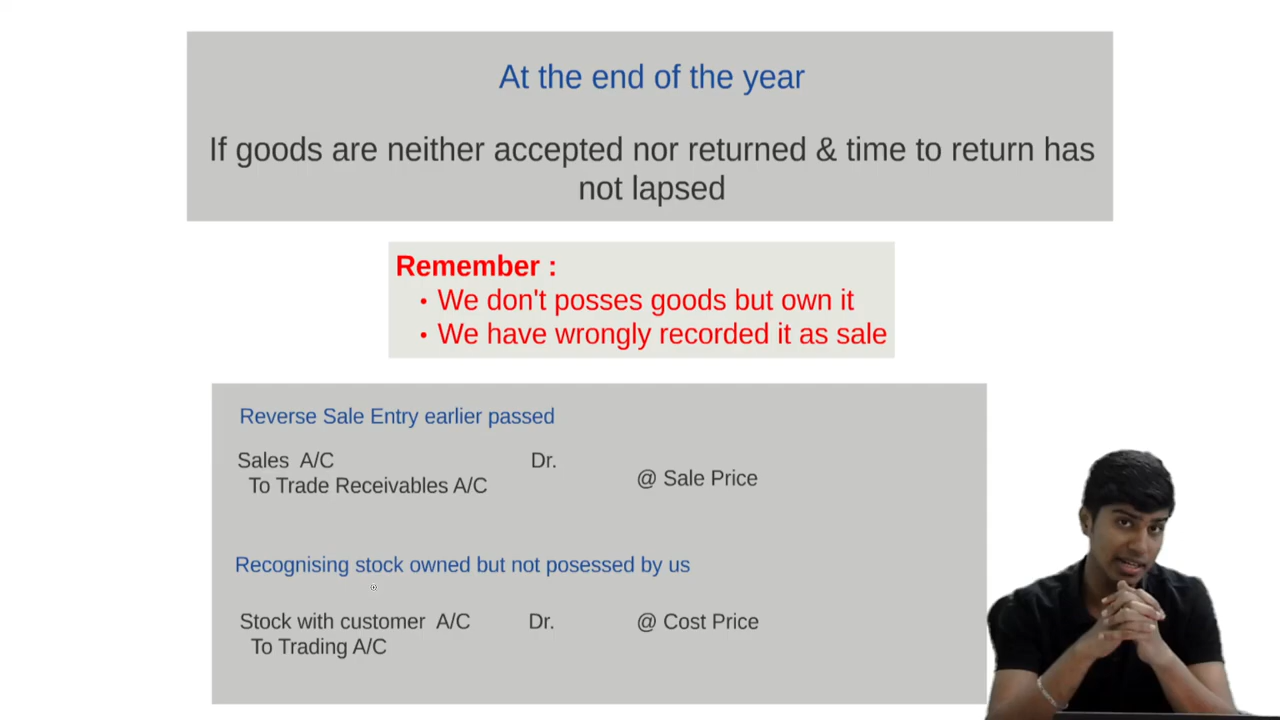 At the end of the year
If goods are neither accepted nor returned & time to return has
not lapsed
Remember :
• We don't posses goods but own it
• We have wrongly recorded it as sale
Reverse Sale Entry earlier passed
Sales A/C Dr.
@ Sale Price
To Trade Receivables A/C
Recognising stock owned but not posessed by us
Stock with customer A/C Dr. @ Cost Price
To Trading A/C